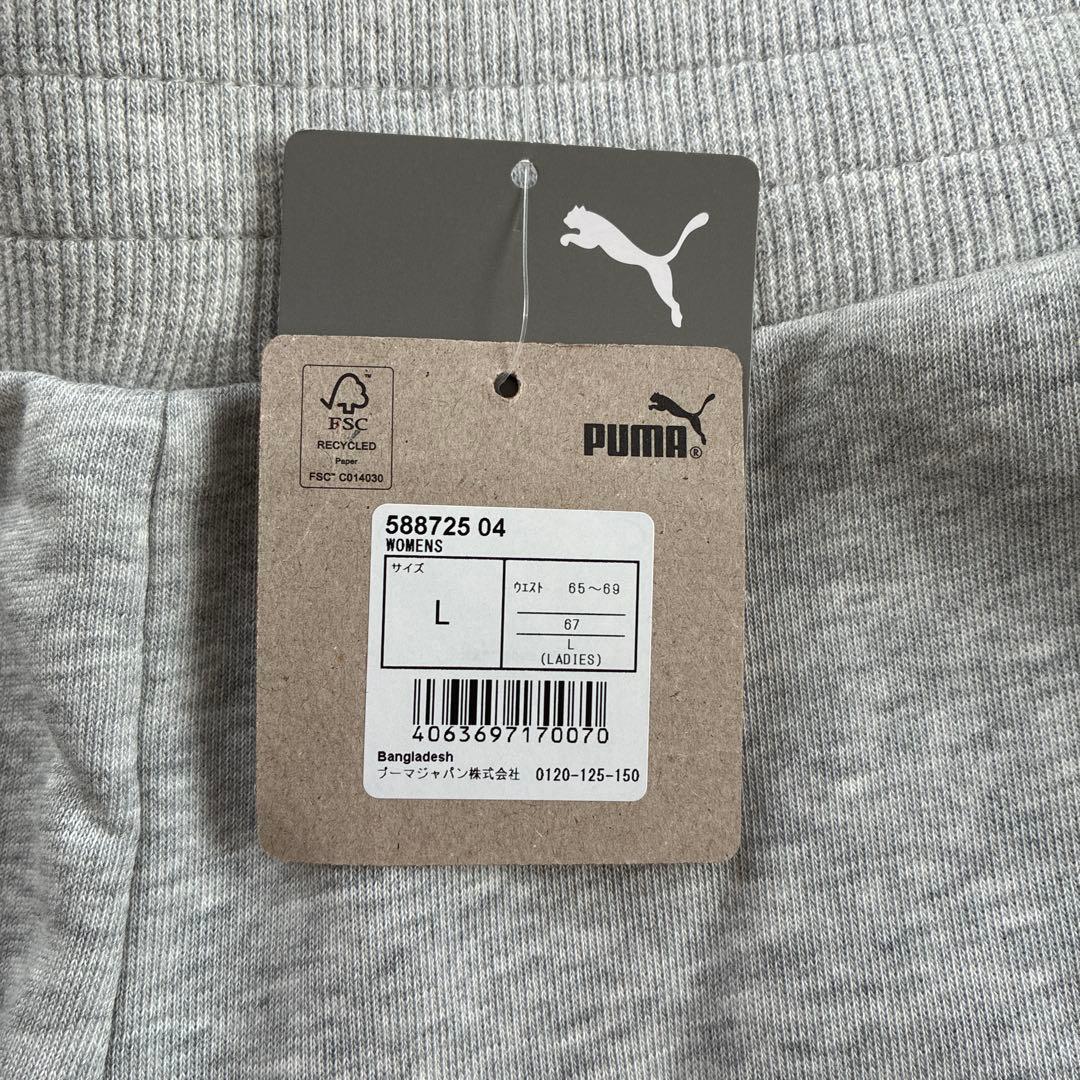 FSC
RECYCLED
Paper
FSC™ C014030
PUMA®
588725 04
WOMENS
サイズ
L
ウエスト 65～69
67
L
(LADIES)
4063697170070
Bangladesh
プーマジャパン株式会社 0120-125-150